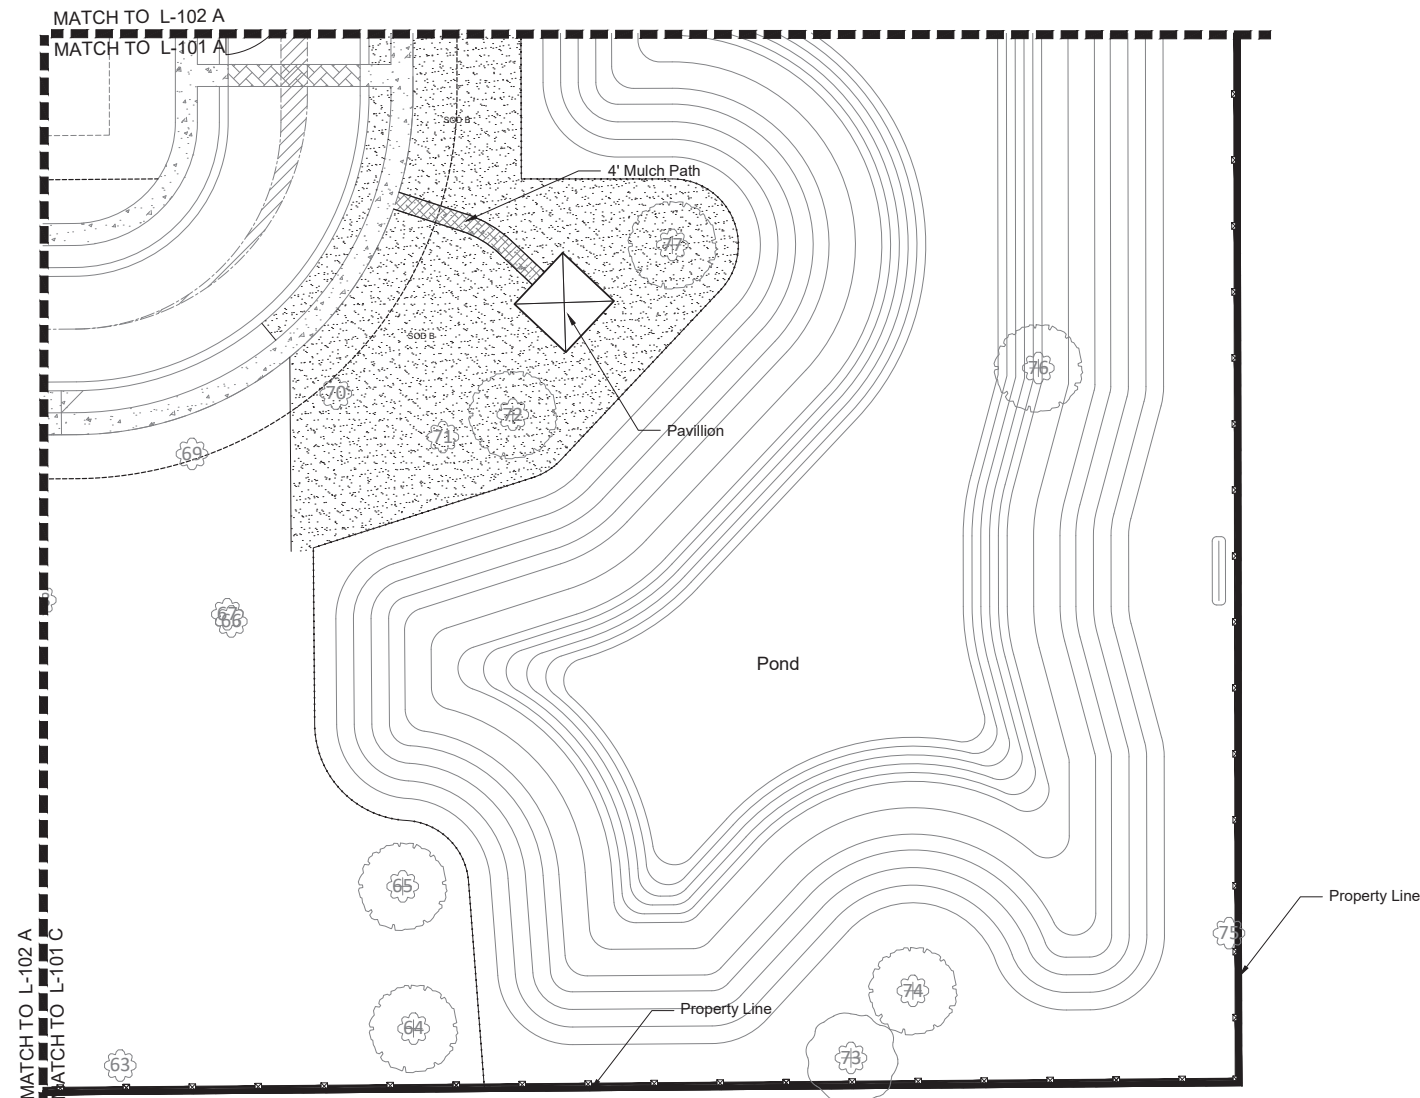 MATCH TO L-102 A
MATCH TO L-101 A
SOD B
4' Mulch Path
77
SOD B
76
70
72
71
Pavillion
69
67
66
Pond
65
Property Line
75
MATCH TO L-102 A
MATCH TO L-101 C
74
Property Line
64
73
63